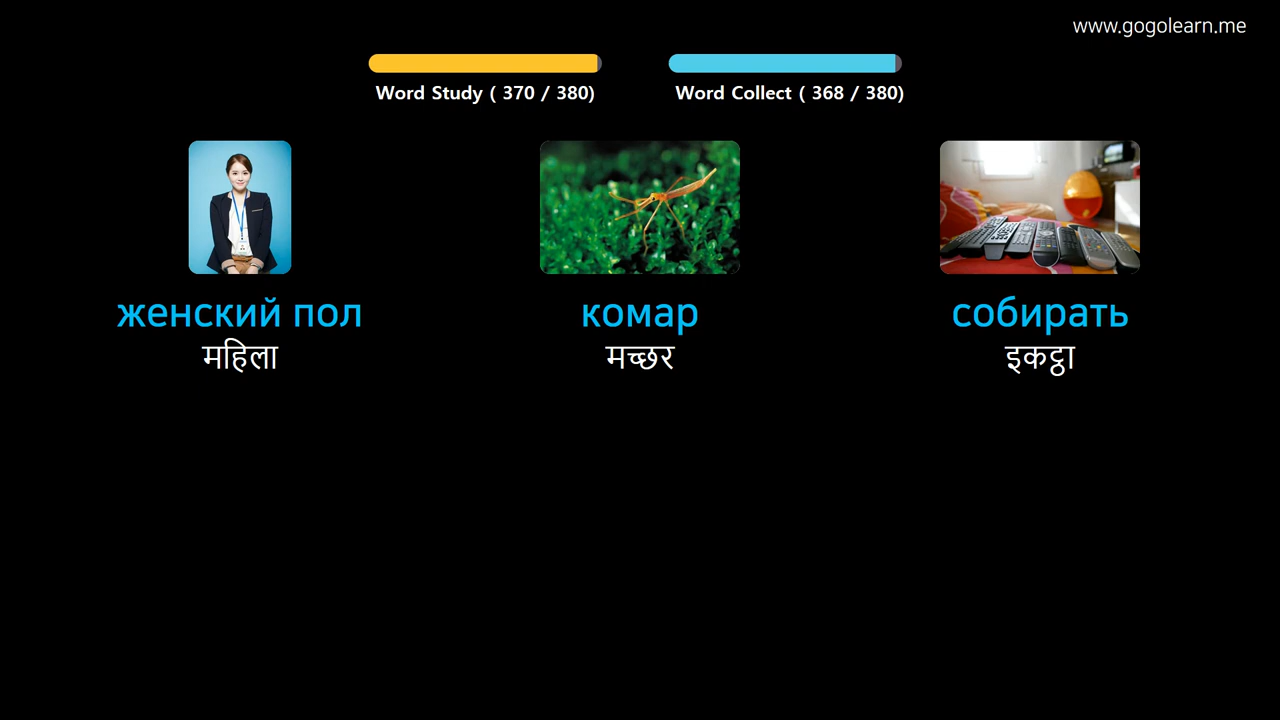 www.gogolearn.me
Word Study ( 370 / 380)
Word Collect ( 368 / 380)
женский пол
महिला
комар
मच्छर
собирать
इकट्ठा